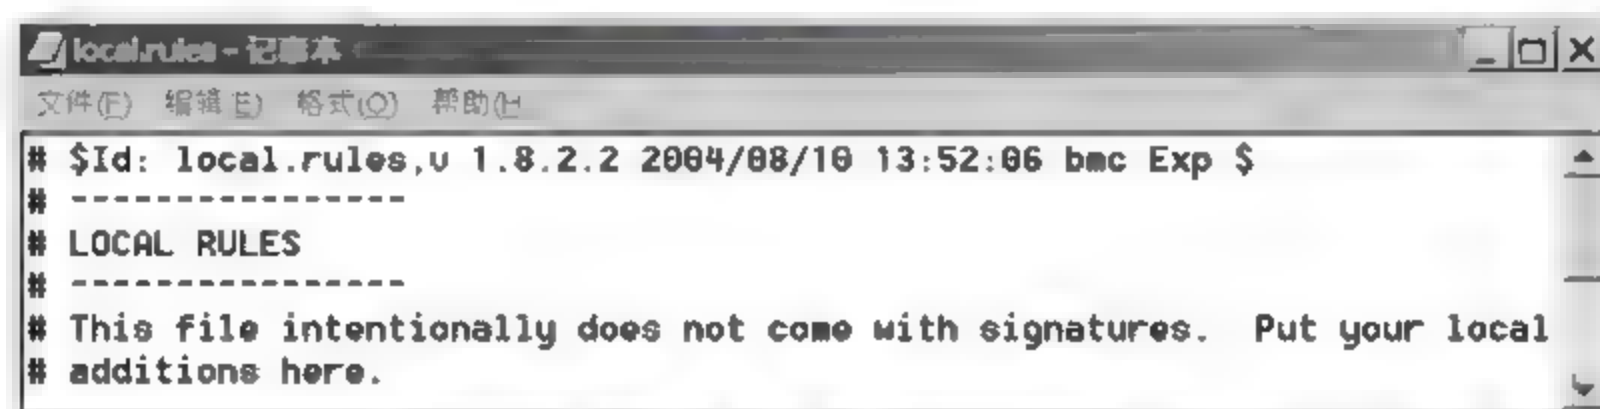 local.rules - 记事本
文件(F) 编辑(E) 格式(O) 帮助(H
# $Id: local.rules,v 1.8.2.2 2004/08/10 13:52:06 bmc Exp $
# ----------------
# LOCAL RULES
# ----------------
# This file intentionally does not come with signatures.  Put your local
# additions here.